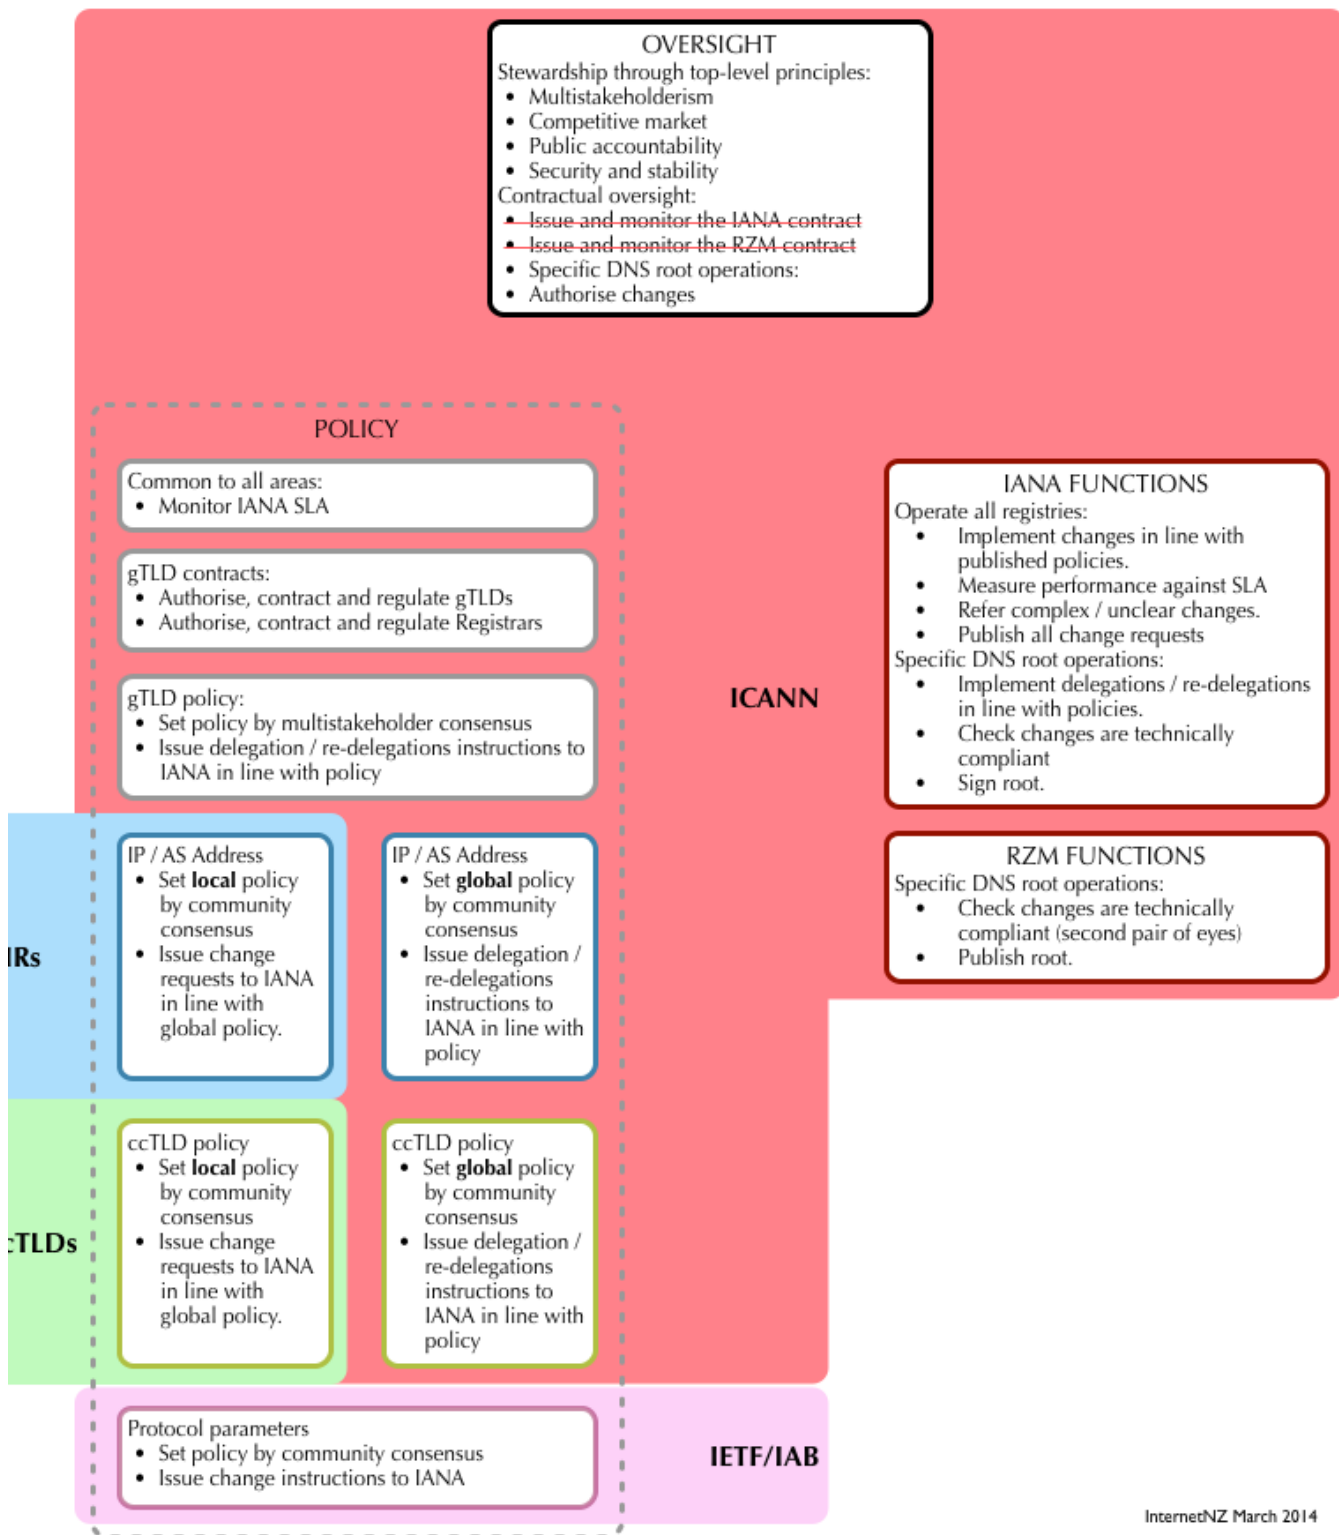 OVERSIGHT
Stewardship through top-level principles:
• Multistakeholderism
• Competitive market
• Public accountability
• Security and stability
Contractual oversight:
• Issue and monitor the IANA contract
• Issue and monitor the RZM contract
• Specific DNS root operations:
• Authorise changes
POLICY
Common to all areas:
• Monitor IANA SLA
gTLD contracts:
• Authorise, contract and regulate gTLDs
• Authorise, contract and regulate Registrars
gTLD policy:
• Set policy by multistakeholder consensus
• Issue delegation / re-delegations instructions to
IANA in line with policy
ICANN
IANA FUNCTIONS
Operate all registries:
• Implement changes in line with
published policies.
• Measure performance against SLA
• Refer complex / unclear changes.
• Publish all change requests
Specific DNS root operations:
• Implement delegations / re-delegations
in line with policies.
• Check changes are technically
compliant
• Sign root.
RZM FUNCTIONS
Specific DNS root operations:
• Check changes are technically
compliant (second pair of eyes)
• Publish root.
IRs
IP / AS Address
• Set local policy
by community
consensus
• Issue change
requests to IANA
in line with
global policy.
IP / AS Address
• Set global policy
by community
consensus
• Issue delegation /
re-delegations
instructions to
IANA in line with
policy
cTLDs
ccTLD policy
• Set local policy
by community
consensus
• Issue change
requests to IANA
in line with
global policy.
ccTLD policy
• Set global policy
by community
consensus
• Issue delegation /
re-delegations
instructions to
IANA in line with
policy
Protocol parameters
• Set policy by community consensus
• Issue change instructions to IANA
IETF/IAB
InternetNZ March 2014